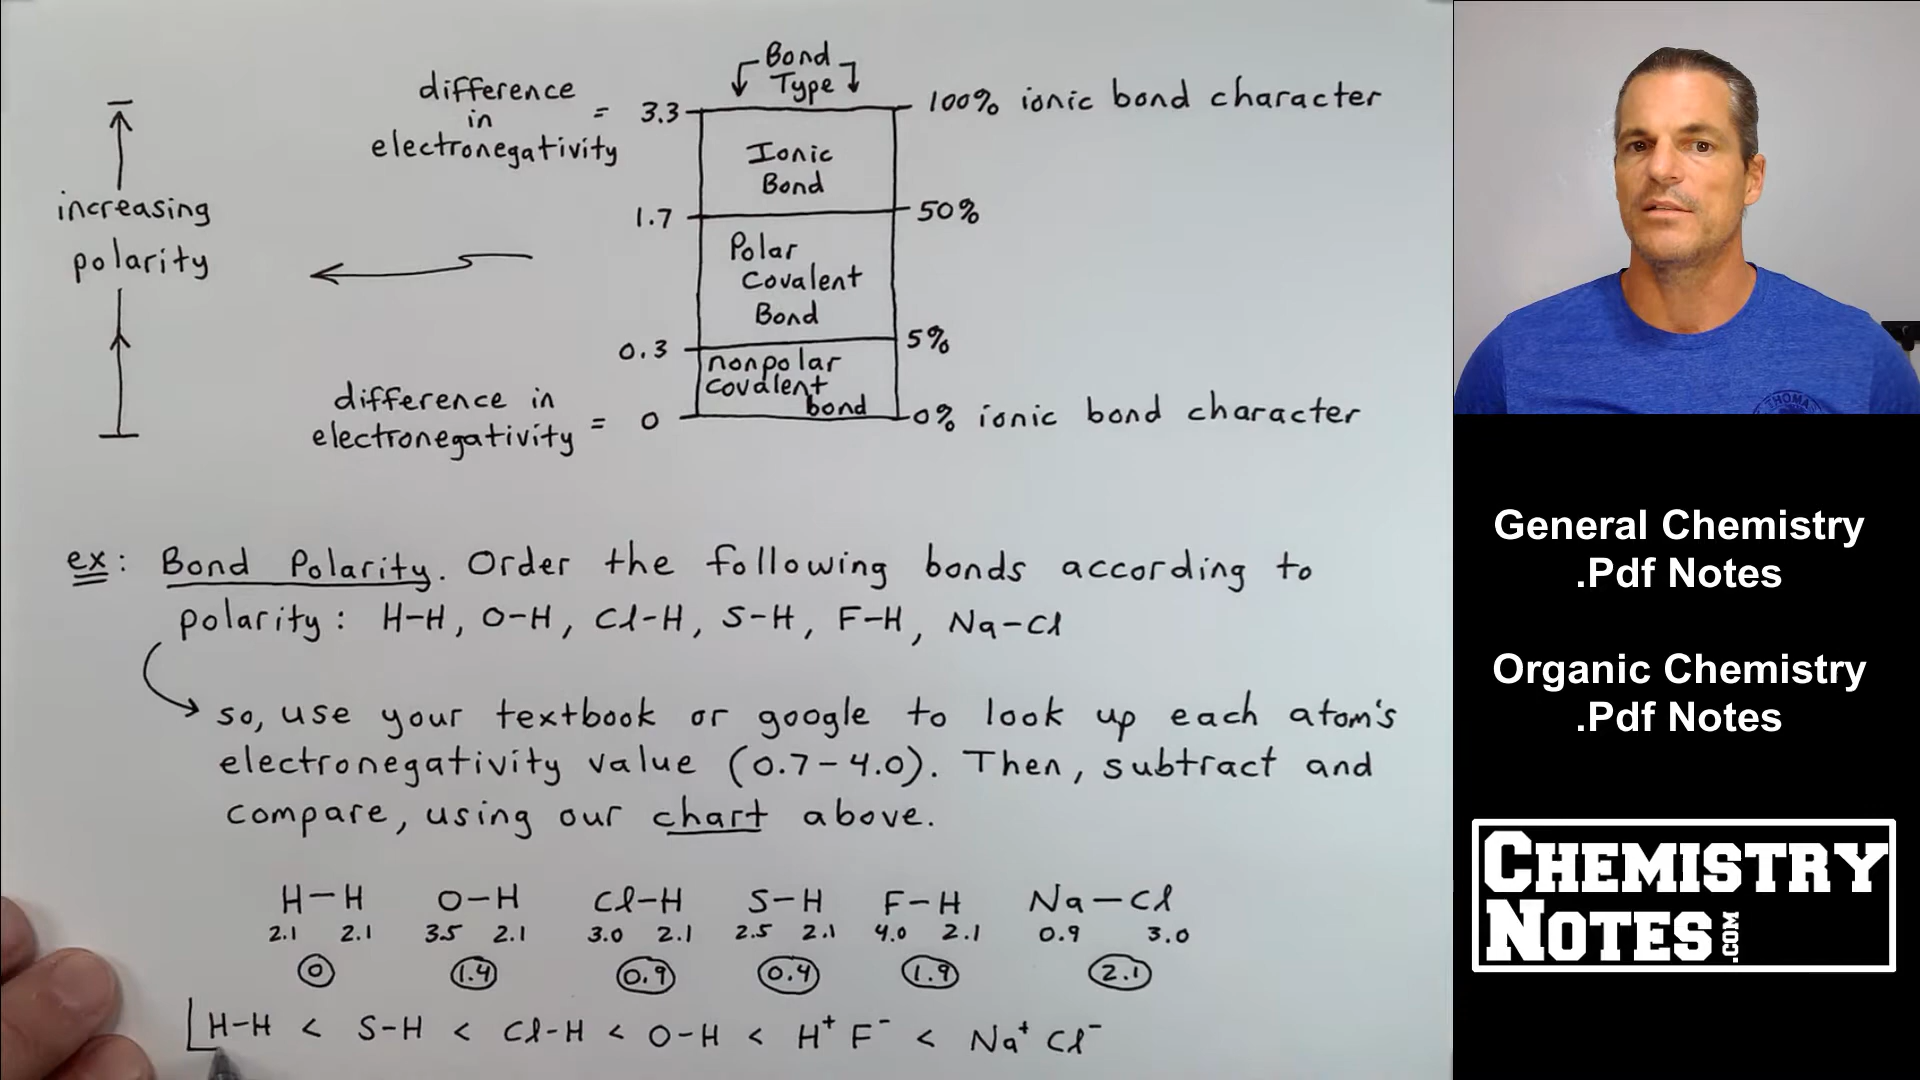 Bond
Type
difference
in
electronegativity
= 3.3
100% ionic bond character
Ionic
Bond
increasing
polarity
1.7
50%
Polar
Covalent
Bond
0.3
5%
nonpolar
covalent
bond
difference in
electronegativity
= 0
0% ionic bond character
ex: Bond Polarity. Order the following bonds according to
polarity: H-H, O-H, Cl-H, S-H, F-H, Na-Cl
so, use your textbook or google to look up each atom's
electronegativity value (0.7-4.0). Then, subtract and
compare, using our chart above.
H-H O-H Cl-H S-H F-H Na-Cl
2.1 2.1 3.5 2.1 3.0 2.1 2.5 2.1 4.0 2.1 0.9 3.0
0 1.4 0.9 0.4 1.9 2.1
H-H < S-H < Cl-H < O-H < H⁺ F⁻ < Na⁺ Cl⁻
THOMA
General Chemistry
.Pdf Notes
Organic Chemistry
.Pdf Notes
CHEMISTRY
NOTES.COM